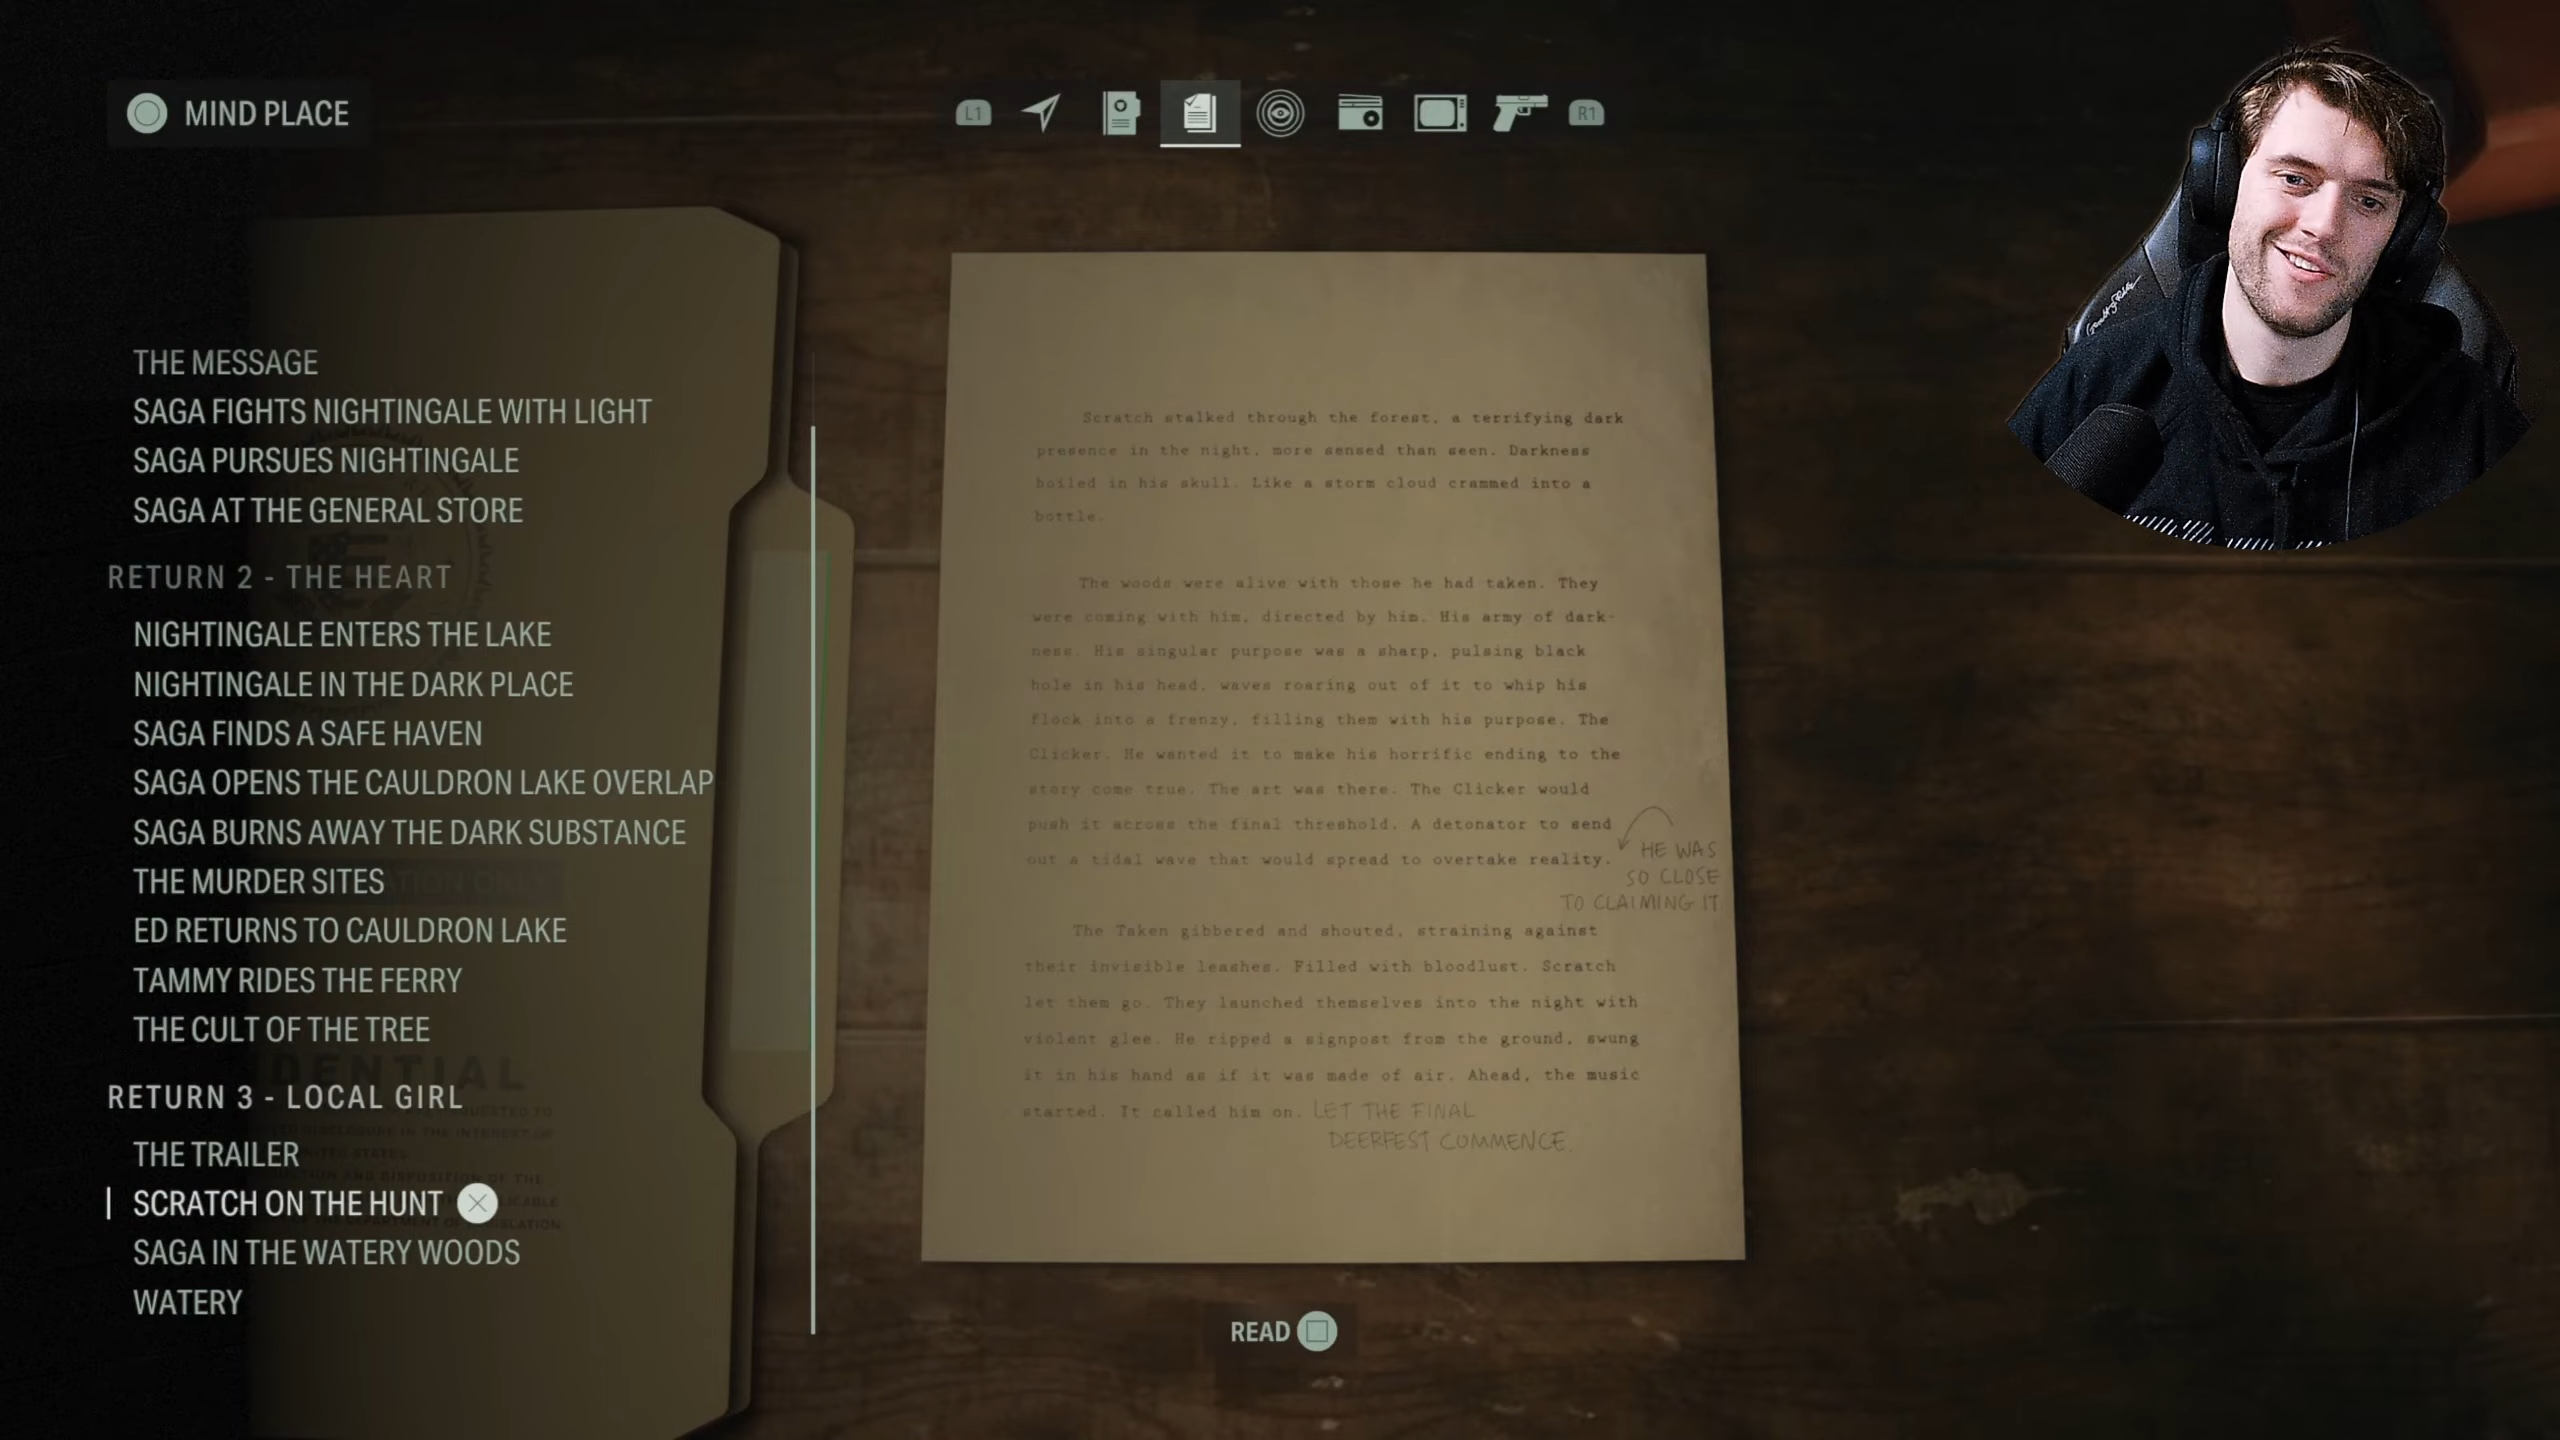 MIND PLACE
L1
R1
THE MESSAGE
SAGA FIGHTS NIGHTINGALE WITH LIGHT
SAGA PURSUES NIGHTINGALE
SAGA AT THE GENERAL STORE
RETURN 2 - THE HEART
NIGHTINGALE ENTERS THE LAKE
NIGHTINGALE IN THE DARK PLACE
SAGA FINDS A SAFE HAVEN
SAGA OPENS THE CAULDRON LAKE OVERLAP
SAGA BURNS AWAY THE DARK SUBSTANCE
THE MURDER SITES
ED RETURNS TO CAULDRON LAKE
TAMMY RIDES THE FERRY
THE CULT OF THE TREE
RETURN 3 - LOCAL GIRL
THE TRAILER
SCRATCH ON THE HUNT
SAGA IN THE WATERY WOODS
WATERY
Scratch stalked through the forest, a terrifying dark
presence in the night, more sensed than seen. Darkness
boiled in his skull. Like a storm cloud crammed into a
bottle.
The woods were alive with those he had taken. They
were coming with him, directed by him. His army of dark-
ness. His singular purpose was a sharp, pulsing black
hole in his head, waves roaring out of it to whip his
flock into a frenzy, filling them with his purpose. The
Clicker. He wanted it to make his horrific ending to the
story come true. The art was there. The Clicker would
push it across the final threshold. A detonator to send
out a tidal wave that would spread to overtake reality.
HE WAS
SO CLOSE
TO CLAIMING IT
The Taken gibbered and shouted, straining against
their invisible leashes. Filled with bloodlust. Scratch
let them go. They launched themselves into the night with
violent glee. He ripped a signpost from the ground, swung
it in his hand as if it was made of air. Ahead, the music
started. It called him on. LET THE FINAL
DEERFEST COMMENCE.
READ